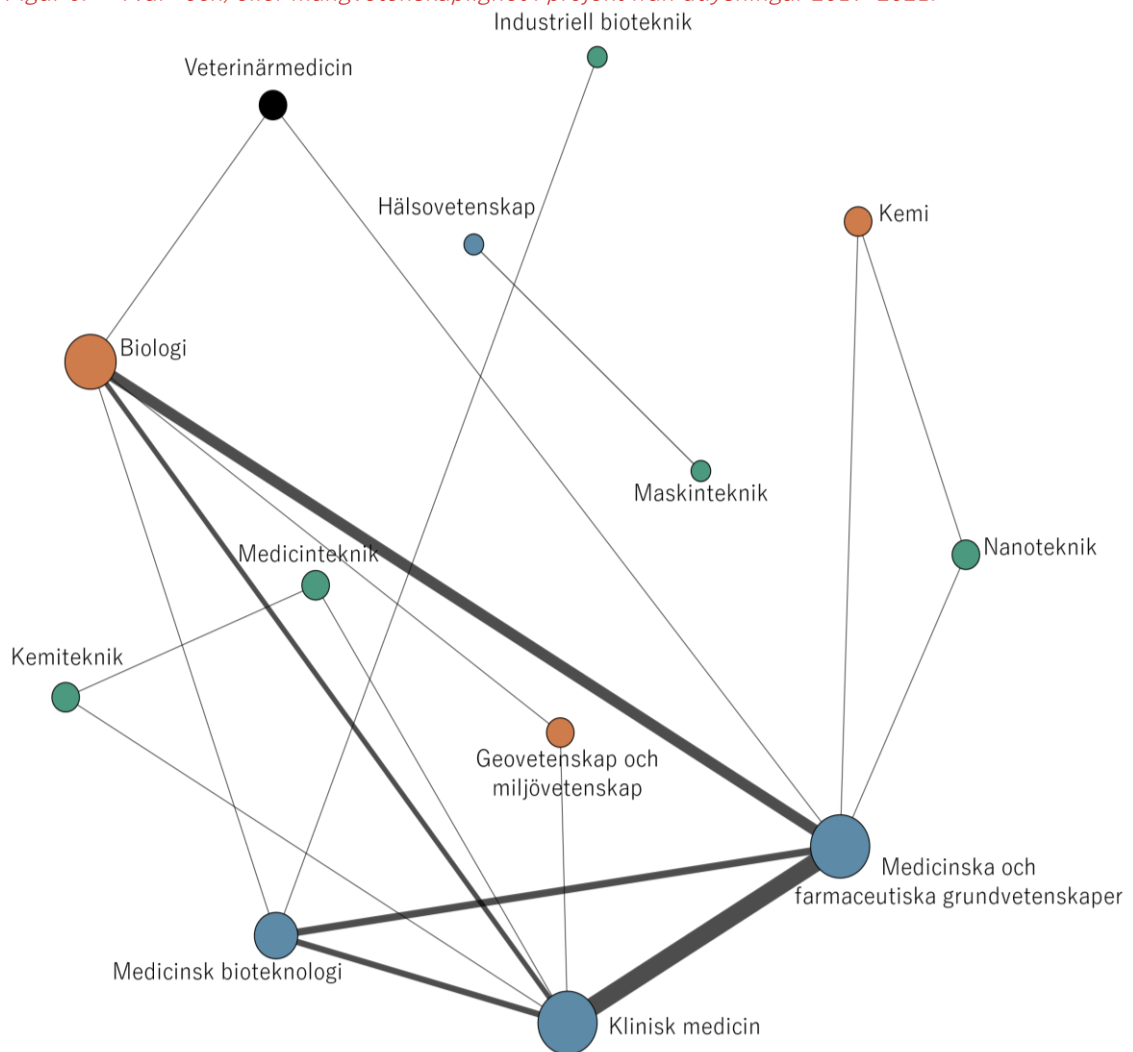 Industriell bioteknik
Veterinärmedicin
Hälsovetenskap
Kemi
Biologi
Maskinteknik
Nanoteknik
Medicinteknik
Kemiteknik
Geovetenskap och
miljövetenskap
Medicinska och
farmaceutiska grundvetenskaper
Medicinsk bioteknologi
Klinisk medicin